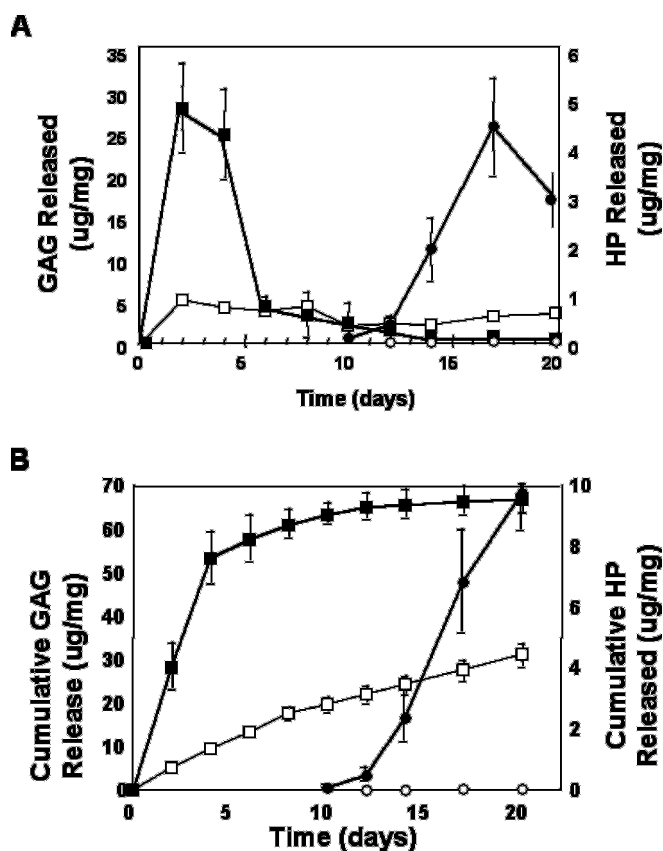 A
35
30
25
20
15
10
5
0
GAG Released
(ug/mg)
6
5
4
3
2
1
0
HP Released
(ug/mg)
0 5 10 15 20
Time (days)
B
70
60
50
40
30
20
10
0
Cumulative GAG
Release (ug/mg)
10
8
6
4
2
0
Cumulative HP
Released (ug/mg)
0 5 10 15 20
Time (days)